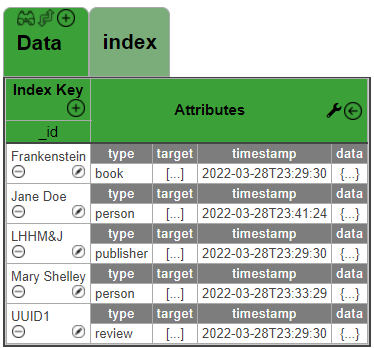 Data index
Index Key Attributes
_id
Frankenstein type target timestamp data
book [...] 2022-03-28T23:29:30 {...}
Jane Doe type target timestamp data
person [...] 2022-03-28T23:41:24 {...}
LHHM&J type target timestamp data
publisher [...] 2022-03-28T23:29:30 {...}
Mary Shelley type target timestamp data
person [...] 2022-03-28T23:33:29 {...}
UUID1 type target timestamp data
review [...] 2022-03-28T23:29:30 {...}